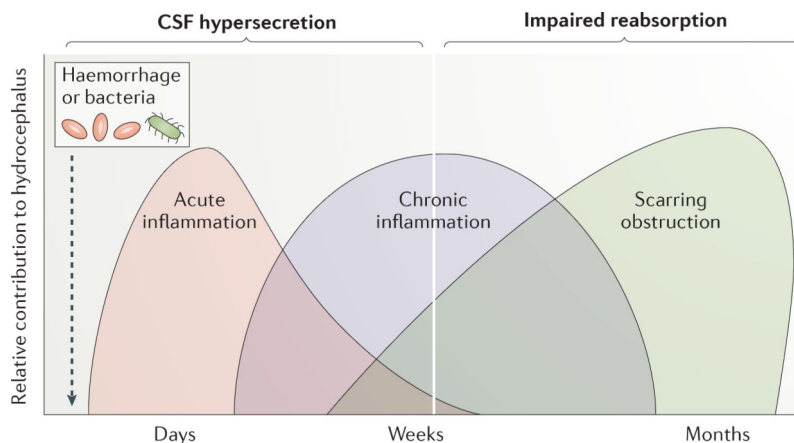 CSF hypersecretion
Impaired reabsorption
Relative contribution to hydrocephalus
Haemorrhage
or bacteria
Acute
inflammation
Chronic
inflammation
Scarring
obstruction
Days
Weeks
Months